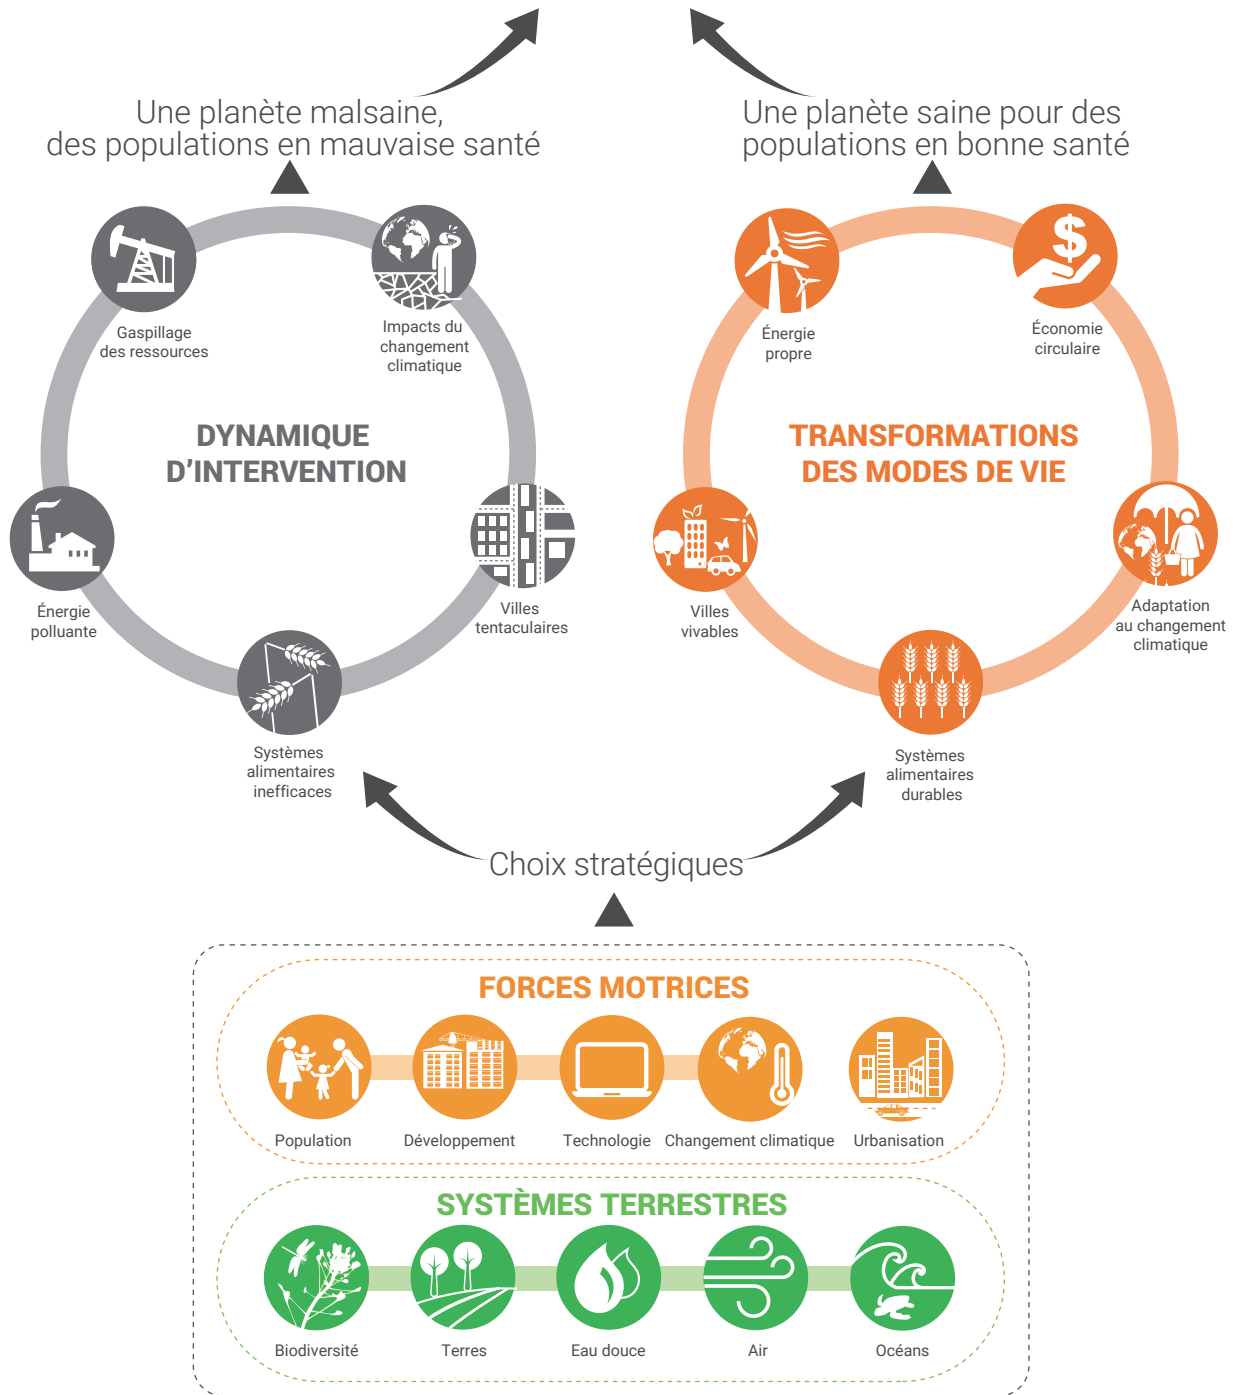 Une planète malsaine,
des populations en mauvaise santé
Une planète saine pour des
populations en bonne santé
Gaspillage
des ressources
Impacts du
changement
climatique
DYNAMIQUE
D’INTERVENTION
Énergie
polluante
Villes
tentaculaires
Systèmes
alimentaires
inefficaces
Énergie
propre
$
Économie
circulaire
TRANSFORMATIONS
DES MODES DE VIE
Villes
vivables
Adaptation
au changement
climatique
Systèmes
alimentaires
durables
Choix stratégiques
FORCES MOTRICES
Population
Développement
Technologie
Changement climatique
Urbanisation
SYSTÈMES TERRESTRES
Biodiversité
Terres
Eau douce
Air
Océans